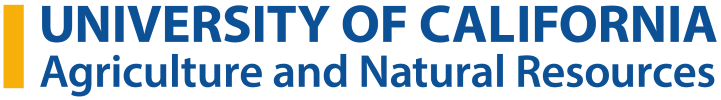 UNIVERSITY OF CALIFORNIA
Agriculture and Natural Resources